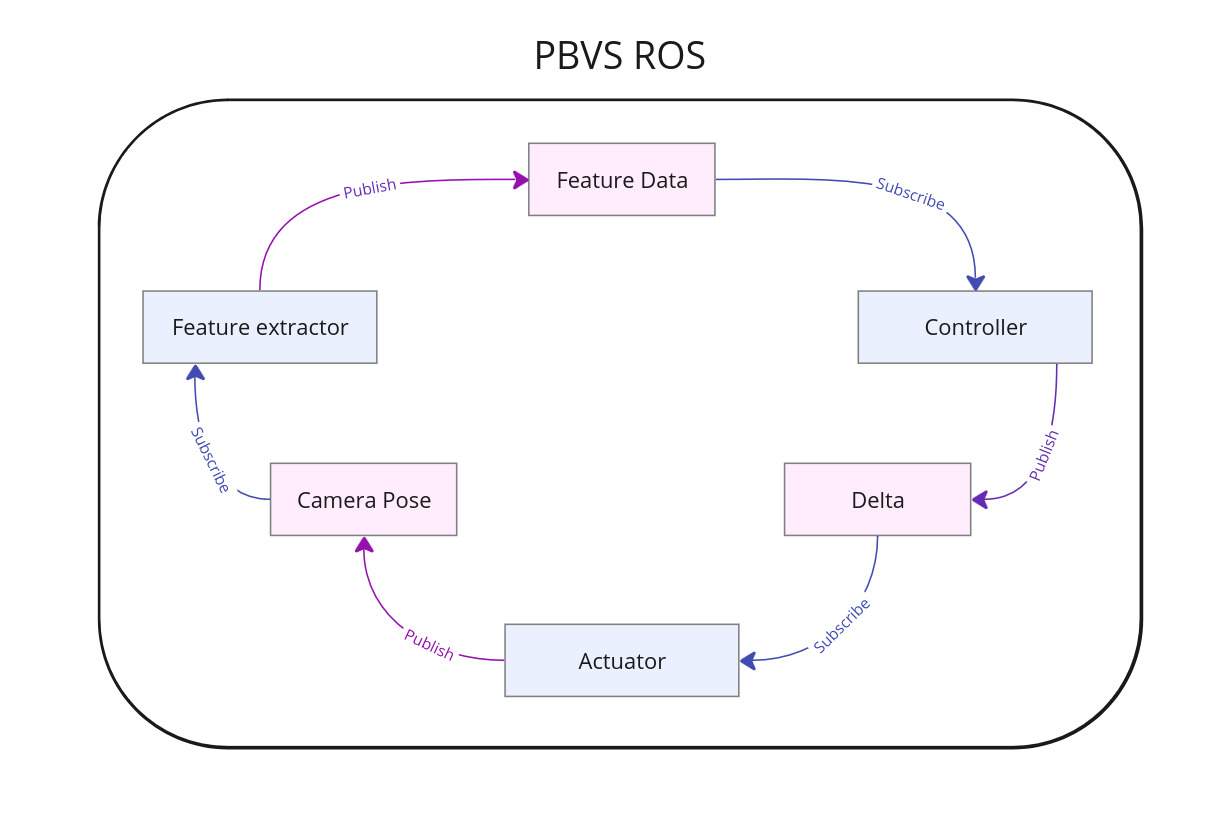 PBVS ROS
Feature Data
Publish
Subscribe
Feature extractor
Controller
Subscribe
Publish
Camera Pose
Delta
Subscribe
Publish
Actuator